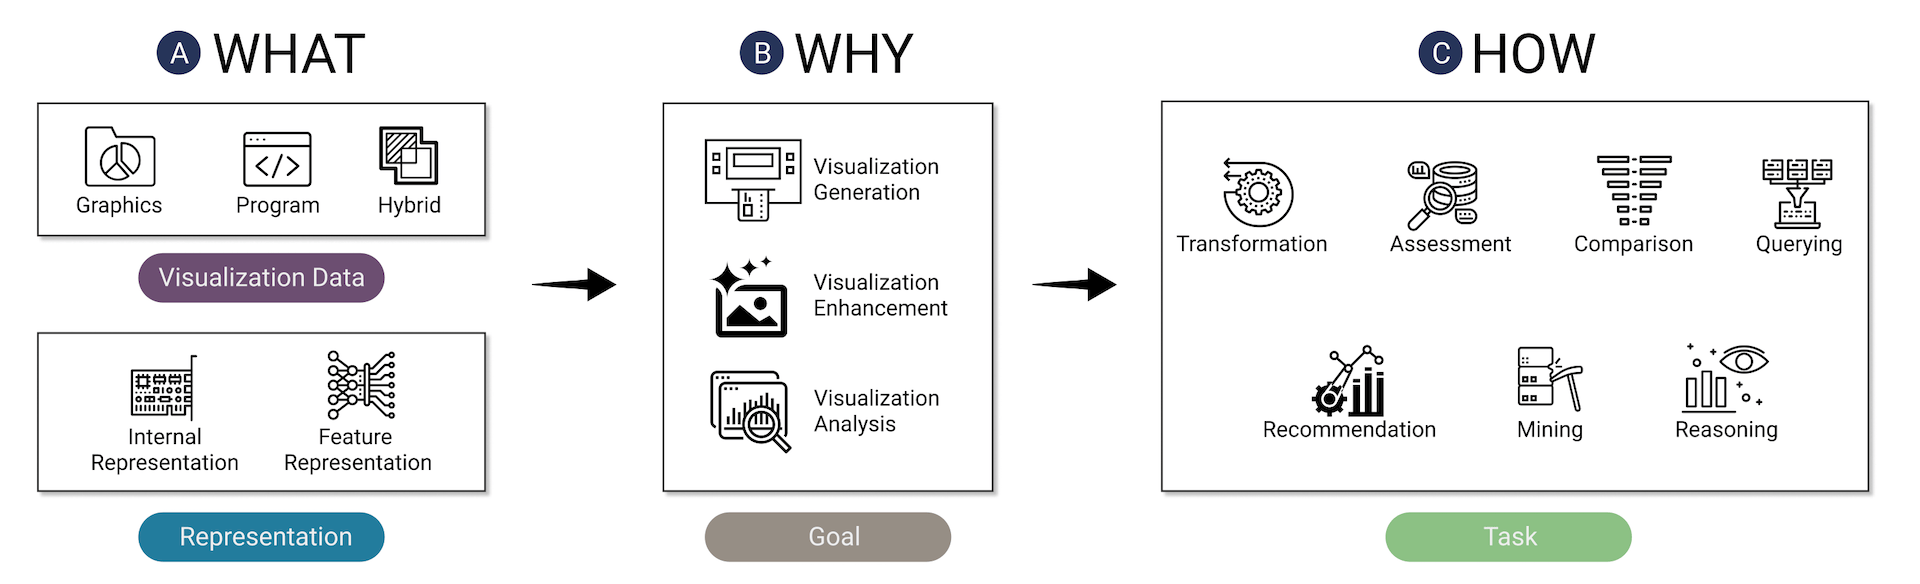 A WHAT
Graphics
Program
Hybrid
Visualization Data
Internal
Representation
Feature
Representation
Representation
B WHY
Visualization
Generation
Visualization
Enhancement
Visualization
Analysis
Goal
C HOW
Transformation
Assessment
Comparison
Querying
Recommendation
Mining
Reasoning
Task